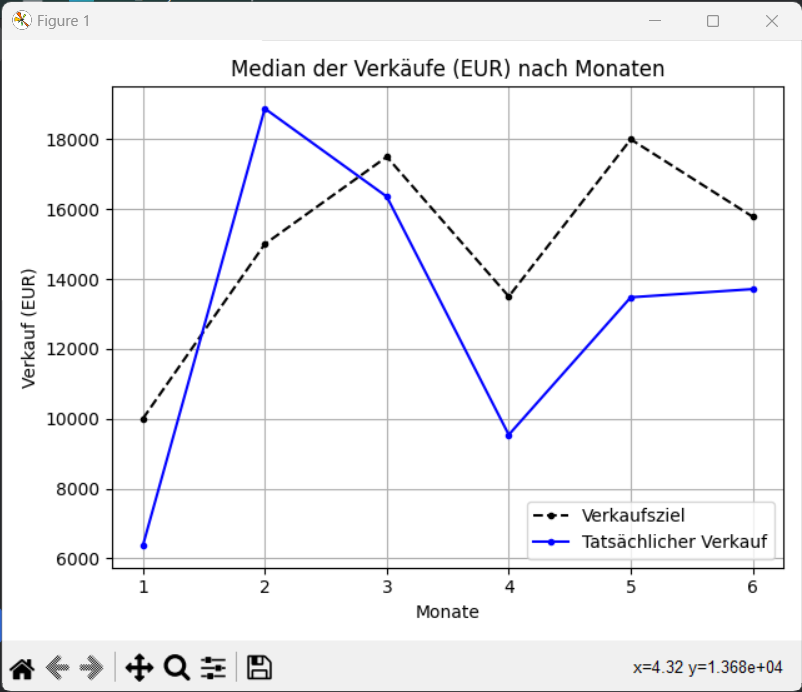 Figure 1
Median der Verkäufe (EUR) nach Monaten
Verkauf (EUR)
18000
16000
14000
12000
10000
8000
6000
1 2 3 4 5 6
Monate
Verkaufsziel
Tatsächlicher Verkauf
x=4.32 y=1.368e+04